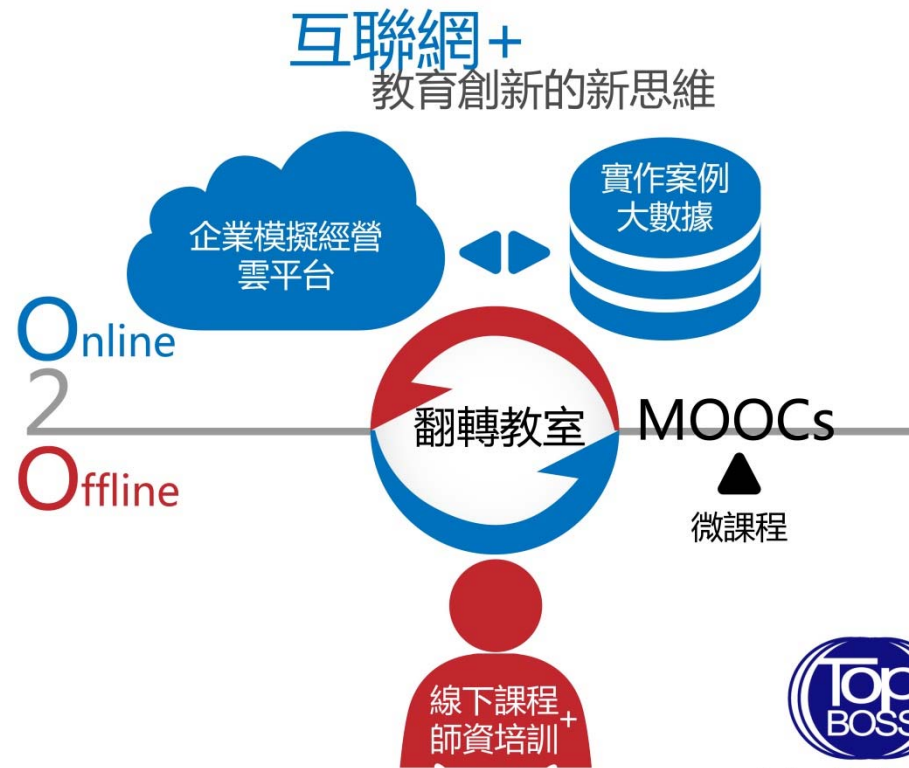 互聯網+
教育創新的新思維
企業模擬經營
雲平台
實作案例
大數據
Online
2
Offline
翻轉教室
MOOCs
微課程
線下課程+
師資培訓
Top
BOSS